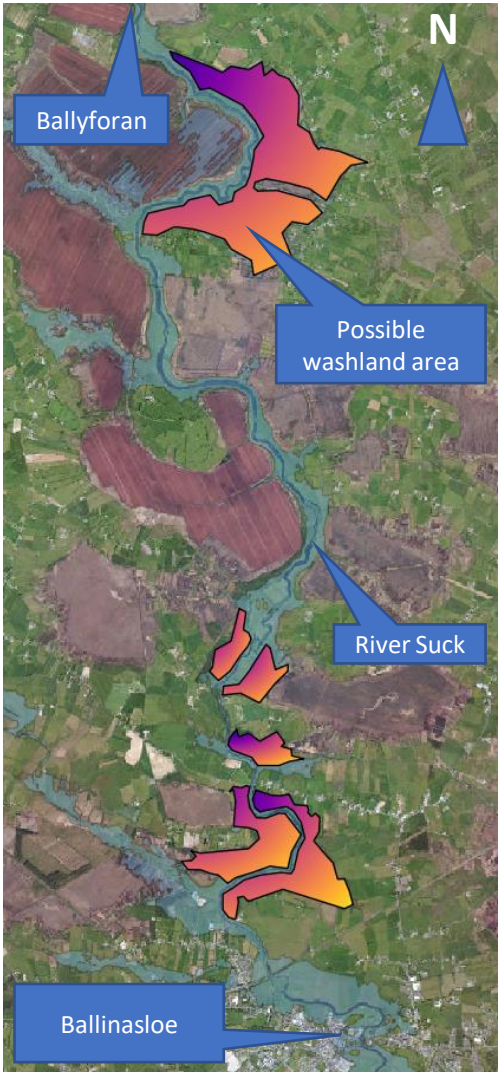 N
Ballyforan
Possible
washland area
River Suck
Ballinasloe